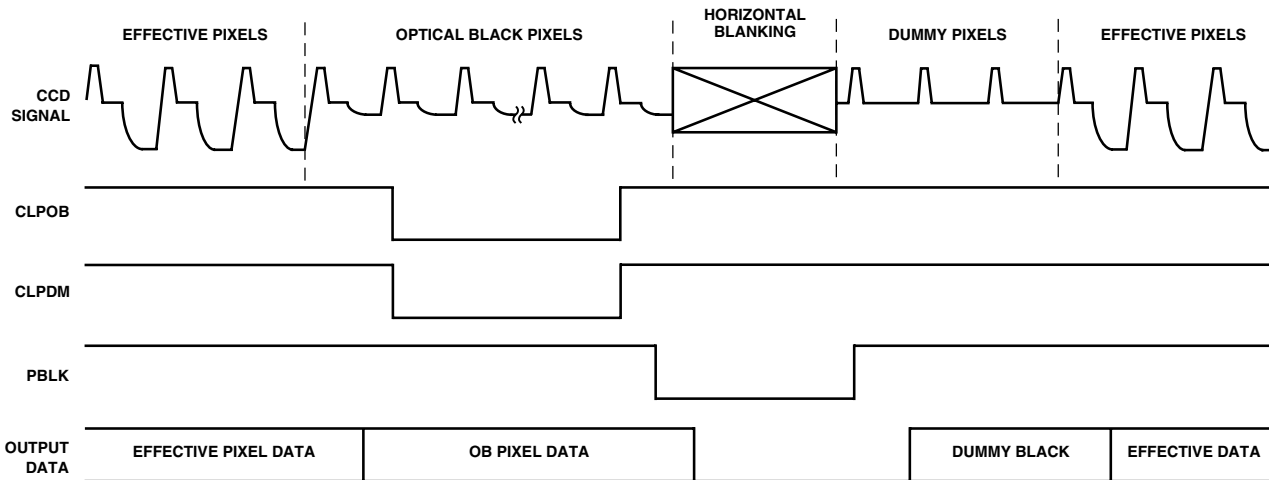 EFFECTIVE PIXELS
OPTICAL BLACK PIXELS
HORIZONTAL
BLANKING
DUMMY PIXELS
EFFECTIVE PIXELS
CCD
SIGNAL
CLPOB
CLPDM
PBLK
OUTPUT
DATA
EFFECTIVE PIXEL DATA
OB PIXEL DATA
DUMMY BLACK
EFFECTIVE DATA